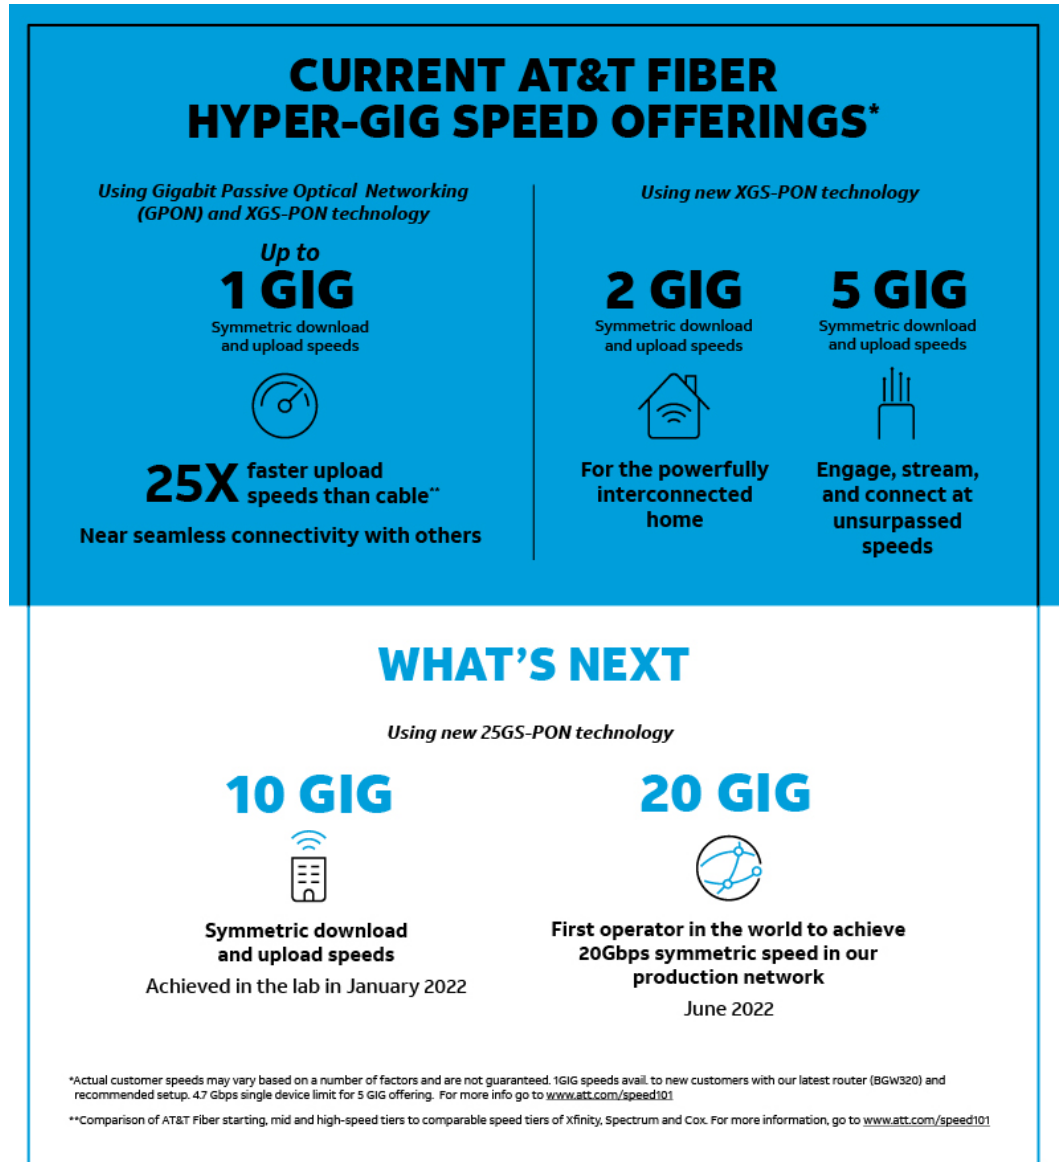 CURRENT AT&T FIBER
HYPER-GIG SPEED OFFERINGS*
Using Gigabit Passive Optical Networking
(GPON) and XGS-PON technology
Up to
1 GIG
Symmetric download
and upload speeds
25X faster upload
speeds than cable**
Near seamless connectivity with others
Using new XGS-PON technology
2 GIG
Symmetric download
and upload speeds
For the powerfully
interconnected
home
5 GIG
Symmetric download
and upload speeds
Engage, stream,
and connect at
unsurpassed
speeds
WHAT'S NEXT
Using new 25GS-PON technology
10 GIG
Symmetric download
and upload speeds
Achieved in the lab in January 2022
20 GIG
First operator in the world to achieve
20Gbps symmetric speed in our
production network
June 2022
*Actual customer speeds may vary based on a number of factors and are not guaranteed. 1GIG speeds avail. to new customers with our latest router (BGW320) and
recommended setup. 4.7 Gbps single device limit for 5 GIG offering. For more info go to www.att.com/speed101
**Comparison of AT&T Fiber starting, mid and high-speed tiers to comparable speed tiers of Xfinity, Spectrum and Cox. For more information, go to www.att.com/speed101